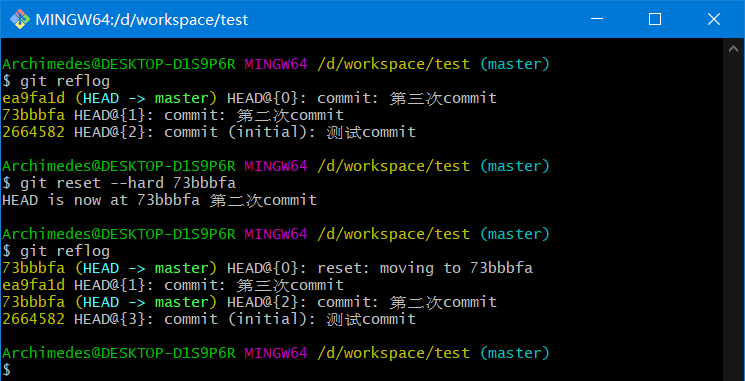 MINGW64:/d/workspace/test
Archimedes@DESKTOP-D1S9P6R MINGW64 /d/workspace/test (master)
$ git reflog
ea9fa1d (HEAD -> master) HEAD@{0}: commit: 第三次commit
73bbbfa HEAD@{1}: commit: 第二次commit
2664582 HEAD@{2}: commit (initial): 测试commit
Archimedes@DESKTOP-D1S9P6R MINGW64 /d/workspace/test (master)
$ git reset --hard 73bbbfa
HEAD is now at 73bbbfa 第二次commit
Archimedes@DESKTOP-D1S9P6R MINGW64 /d/workspace/test (master)
$ git reflog
73bbbfa (HEAD -> master) HEAD@{0}: reset: moving to 73bbbfa
ea9fa1d HEAD@{1}: commit: 第三次commit
73bbbfa (HEAD -> master) HEAD@{2}: commit: 第二次commit
2664582 HEAD@{3}: commit (initial): 测试commit
Archimedes@DESKTOP-D1S9P6R MINGW64 /d/workspace/test (master)
$